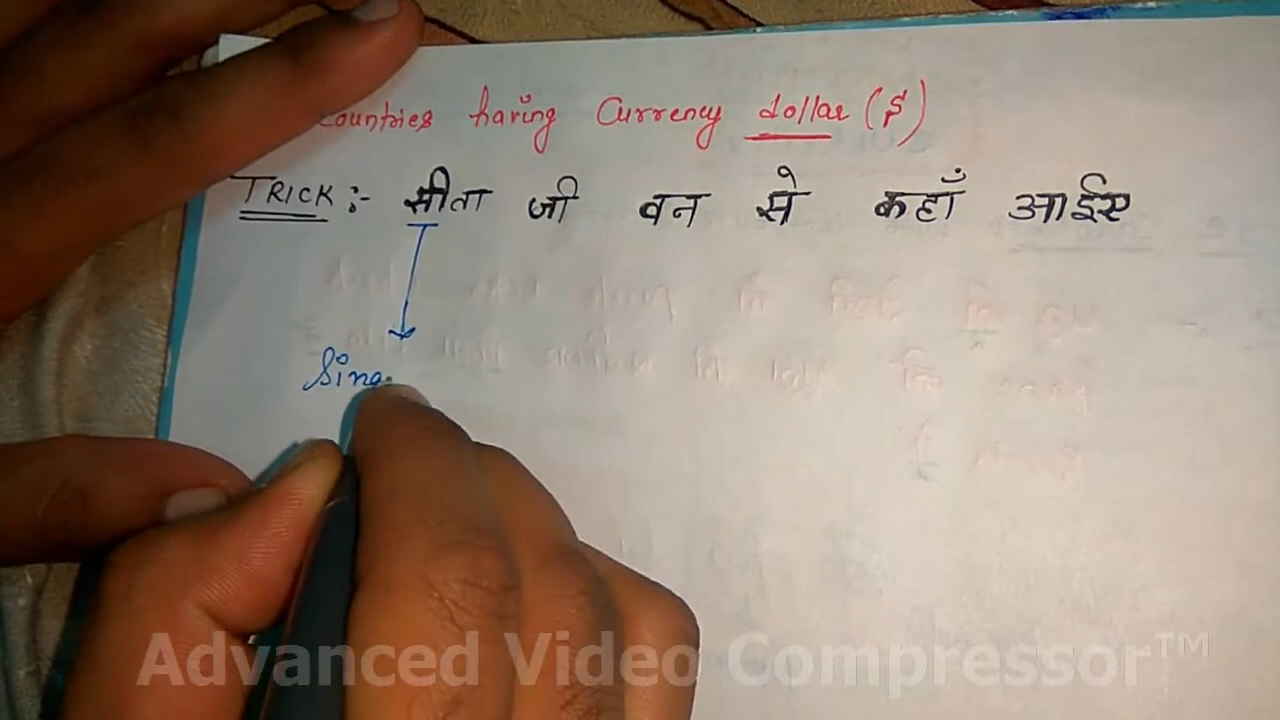 Countries having Currency dollar ($)
TRICK :- सीता जी वन से कहाँ आईए
Sing
Advanced Video Compressor™